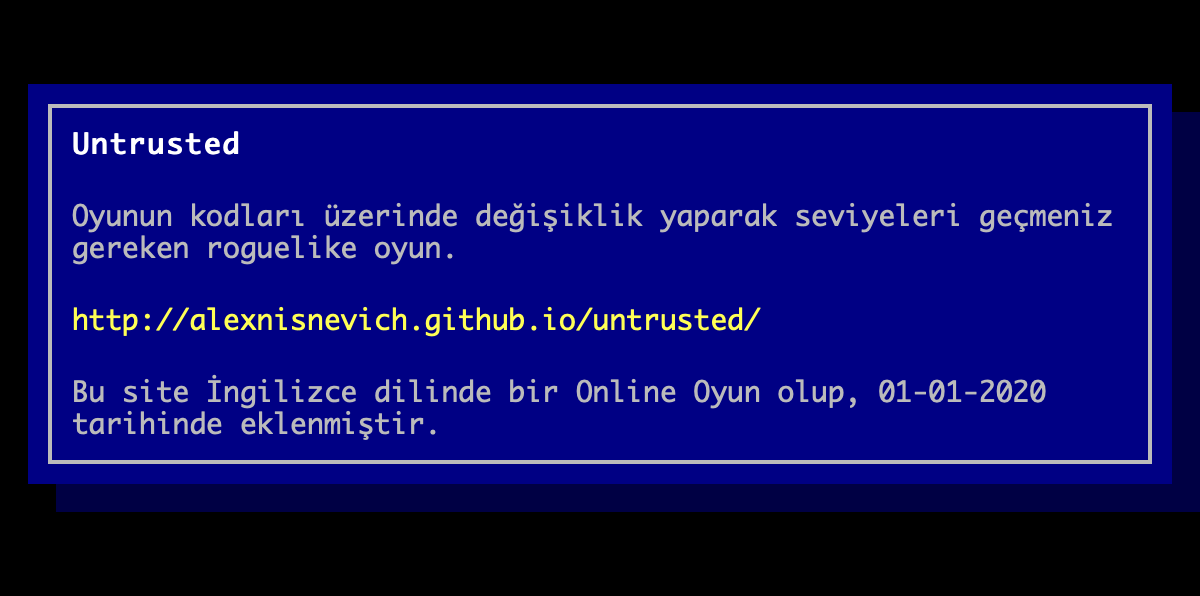 Untrusted
Oyunun kodları üzerinde değişiklik yaparak seviyeleri geçmeniz
gereken roguelike oyun.
http://alexnisnevich.github.io/untrusted/
Bu site İngilizce dilinde bir Online Oyun olup, 01-01-2020
tarihinde eklenmiştir.